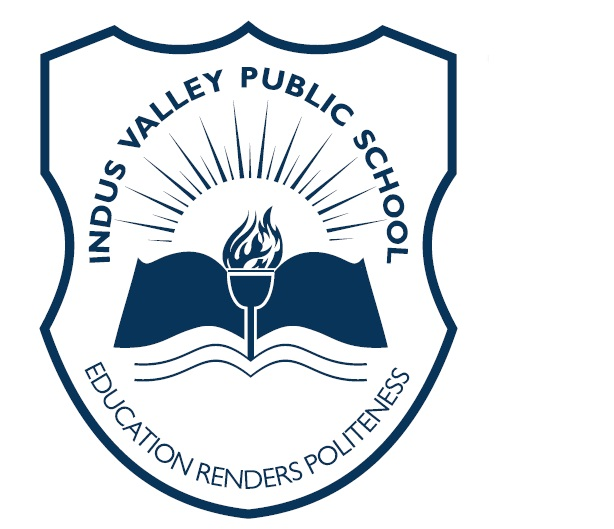 INDUS VALLEY PUBLIC SCHOOL
EDUCATION RENDERS POLITENESS